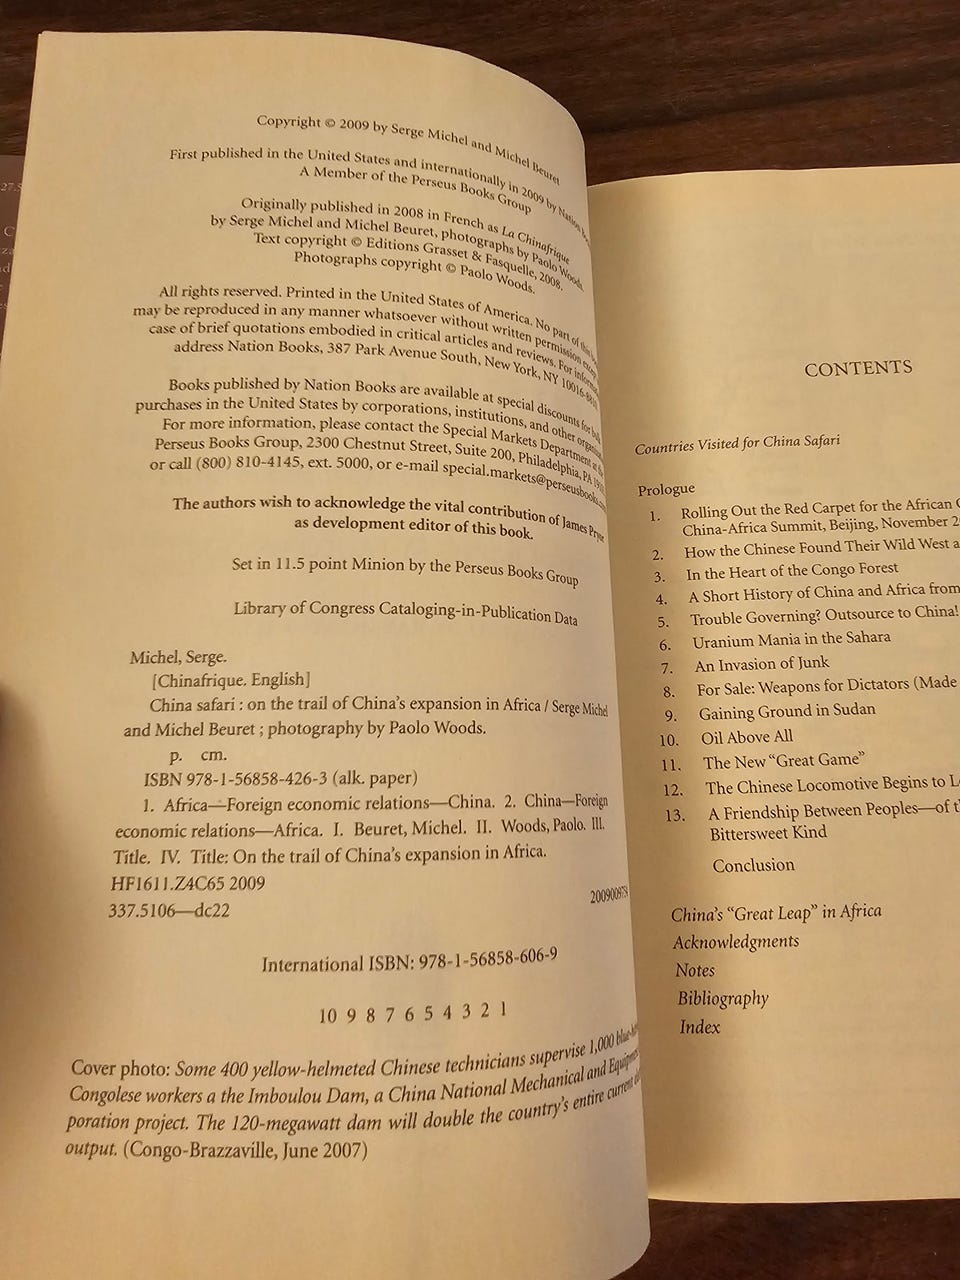 Copyright © 2009 by Serge Michel and Michel Beuret
First published in the United States and internationally in 2009 by Nation
A Member of the Perseus Books Group
Originally published in 2008 in French as La Chinafrique
by Serge Michel and Michel Beuret, photographs by Paolo Woods.
Text copyright © Editions Grasset & Fasquelle, 2008.
Photographs copyright © Paolo Woods.
All rights reserved. Printed in the United States of America. No part of this
may be reproduced in any manner whatsoever without written permission
case of brief quotations embodied in critical articles and reviews. For
address Nation Books, 387 Park Avenue South, New York, NY
Books published by Nation Books are available at special discounts for
purchases in the United States by corporations, institutions, and other
For more information, please contact the Special Markets Department at
Perseus Books Group, 2300 Chestnut Street, Suite 200, Philadelphia, PA
or call (800) 810-4145, ext. 5000, or e-mail special.markets@perseusbooks.
The authors wish to acknowledge the vital contribution of James
as development editor of this book.
Set in 11.5 point Minion by the Perseus Books Group
Library of Congress Cataloging-in-Publication Data
Michel, Serge.
[Chinafrique. English]
China safari : on the trail of China's expansion in Africa / Serge Michel
and Michel Beuret ; photography by Paolo Woods.
p. cm.
ISBN 978-1-56858-426-3 (alk. paper)
1. Africa—Foreign economic relations—China. 2. China—Foreign
economic relations—Africa. I. Beuret, Michel. II. Woods, Paolo. III.
Title. IV. Title: On the trail of China's expansion in Africa.
HF1611.Z4C65 2009
337.5106—dc22
International ISBN: 978-1-56858-606-9
10 9 8 7 6 5 4 3 2 1
Cover photo: Some 400 yellow-helmeted Chinese technicians supervise 1,000
Congolese workers a the Imboulou Dam, a China National Mechanical and
poration project. The 120-megawatt dam will double the country's entire current
output. (Congo-Brazzaville, June 2007)
CONTENTS
Countries Visited for China Safari
Prologue
1. Rolling Out the Red Carpet for the African
China-Africa Summit, Beijing, November
2. How the Chinese Found Their Wild West
3. In the Heart of the Congo Forest
4. A Short History of China and Africa from
5. Trouble Governing? Outsource to China!
6. Uranium Mania in the Sahara
7. An Invasion of Junk
8. For Sale: Weapons for Dictators (Made
9. Gaining Ground in Sudan
10. Oil Above All
11. The New "Great Game"
12. The Chinese Locomotive Begins to
13. A Friendship Between Peoples—of
Bittersweet Kind
Conclusion
China's "Great Leap" in Africa
Acknowledgments
Notes
Bibliography
Index